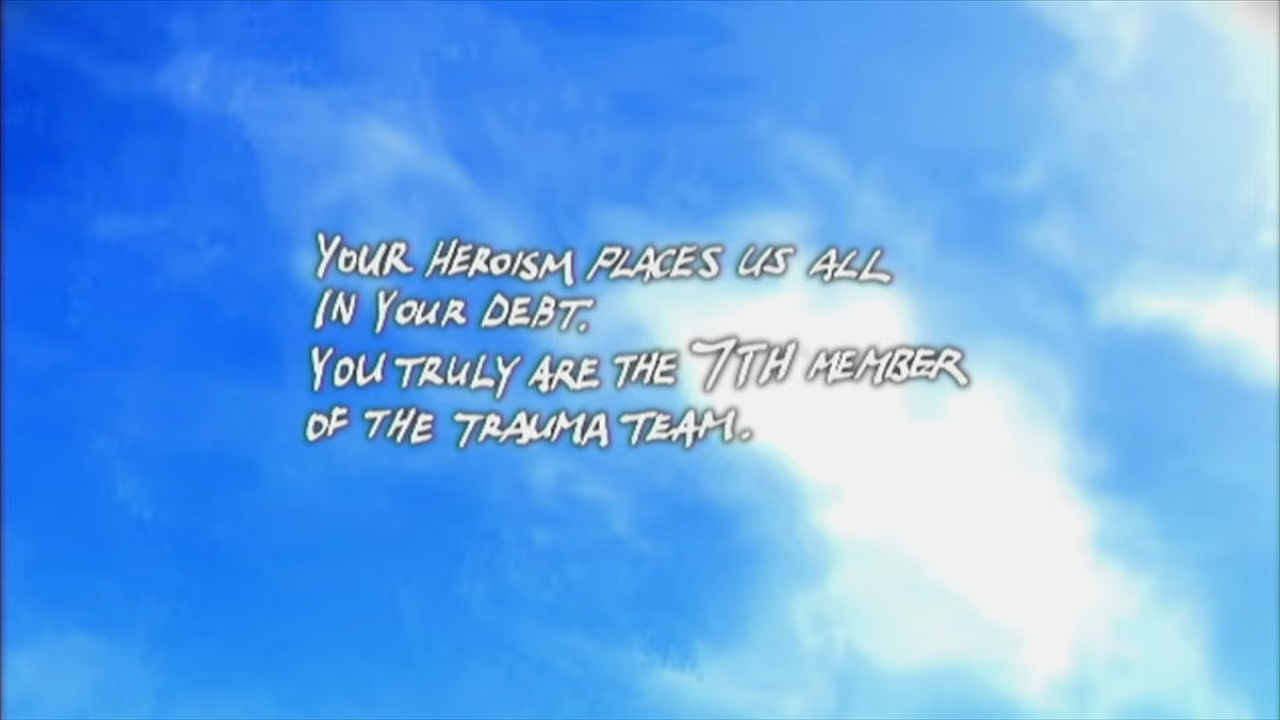 YOUR HEROISM PLACES US ALL
IN YOUR DEBT.
YOU TRULY ARE THE 7TH MEMBER
OF THE TRAUMA TEAM.